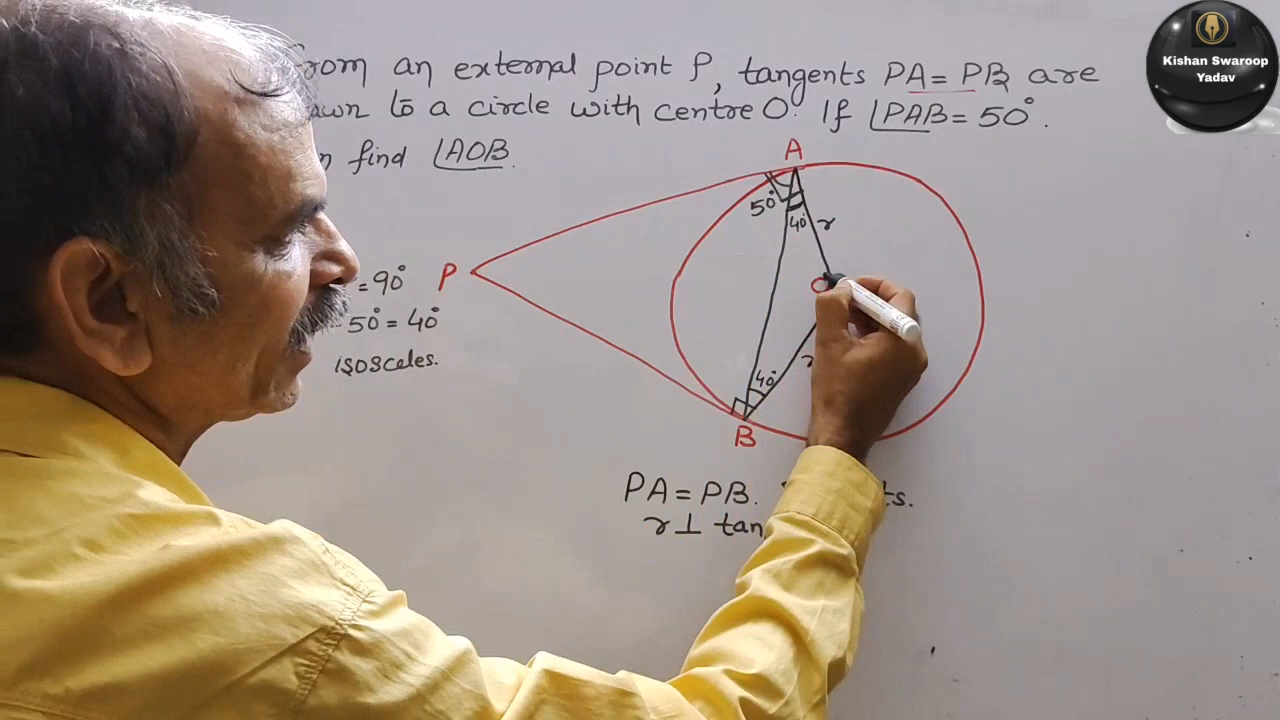 rom an external point P, tangents PA = PB are
awn to a circle with centre O. If ∠PAB = 50°.
n find ∠AOB.
Kishan Swaroop
Yadav
= 90°
50° = 40°
isosceles.
P
A
50°
40°
r
O
40°
B
PA = PB.
ts.
r ⊥ tan